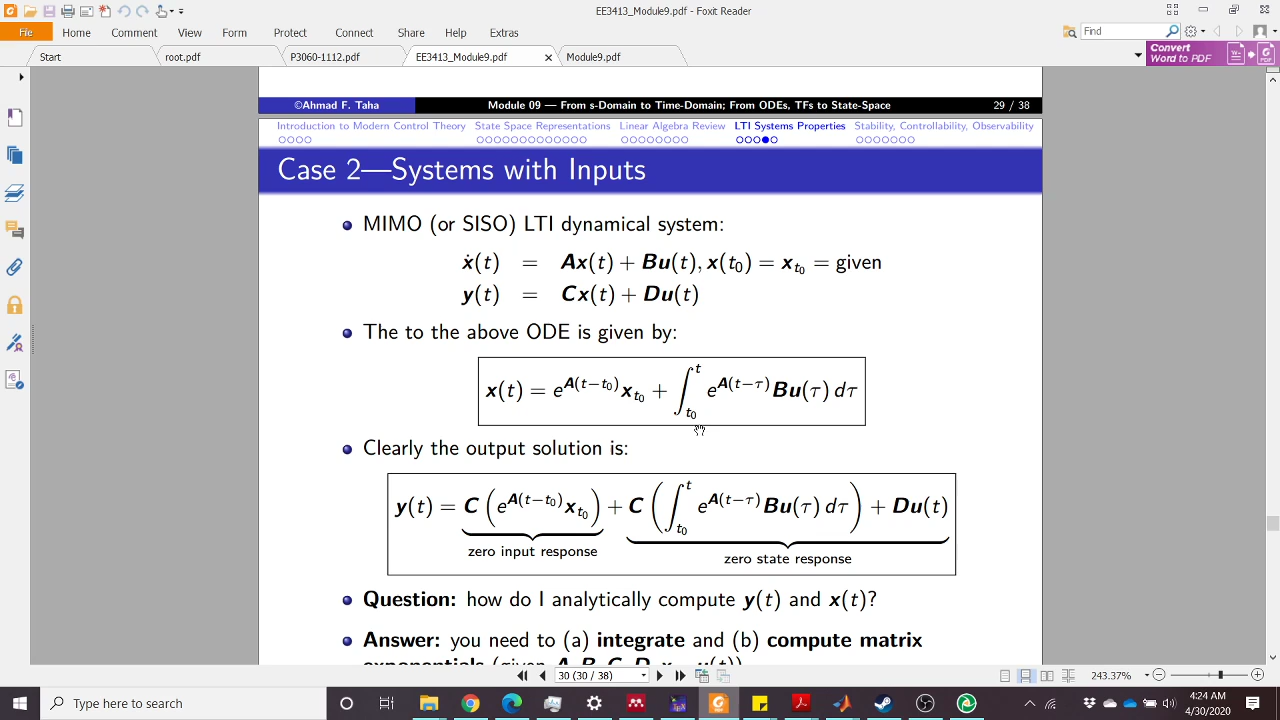 EE3413_Module9.pdf - Foxit Reader
File Home Comment View Form Protect Connect Share Help Extras Find
Start root.pdf P3060-1112.pdf EE3413_Module9.pdf Module9.pdf Convert Word to PDF
©Ahmad F. Taha Module 09 — From s-Domain to Time-Domain; From ODEs, TFs to State-Space 29 / 38
Introduction to Modern Control Theory State Space Representations Linear Algebra Review LTI Systems Properties Stability, Controllability, Observability
Case 2—Systems with Inputs
MIMO (or SISO) LTI dynamical system:
ẋ(t) = Ax(t) + Bu(t), x(t₀) = x_{t₀} = given
y(t) = Cx(t) + Du(t)
The to the above ODE is given by:
x(t) = e^{A(t−t₀)} x_{t₀} + ∫_{t₀}^{t} e^{A(t−τ)} Bu(τ) dτ
Clearly the output solution is:
y(t) = C (e^{A(t−t₀)} x_{t₀}) + C (∫_{t₀}^{t} e^{A(t−τ)} Bu(τ) dτ) + Du(t)
zero input response zero state response
Question: how do I analytically compute y(t) and x(t)?
Answer: you need to (a) integrate and (b) compute matrix
exponentials (given A, B, C, D, x_{t₀}, u(t))
30 (30 / 38) 243.37%
Type here to search 4:24 AM
4/30/2020